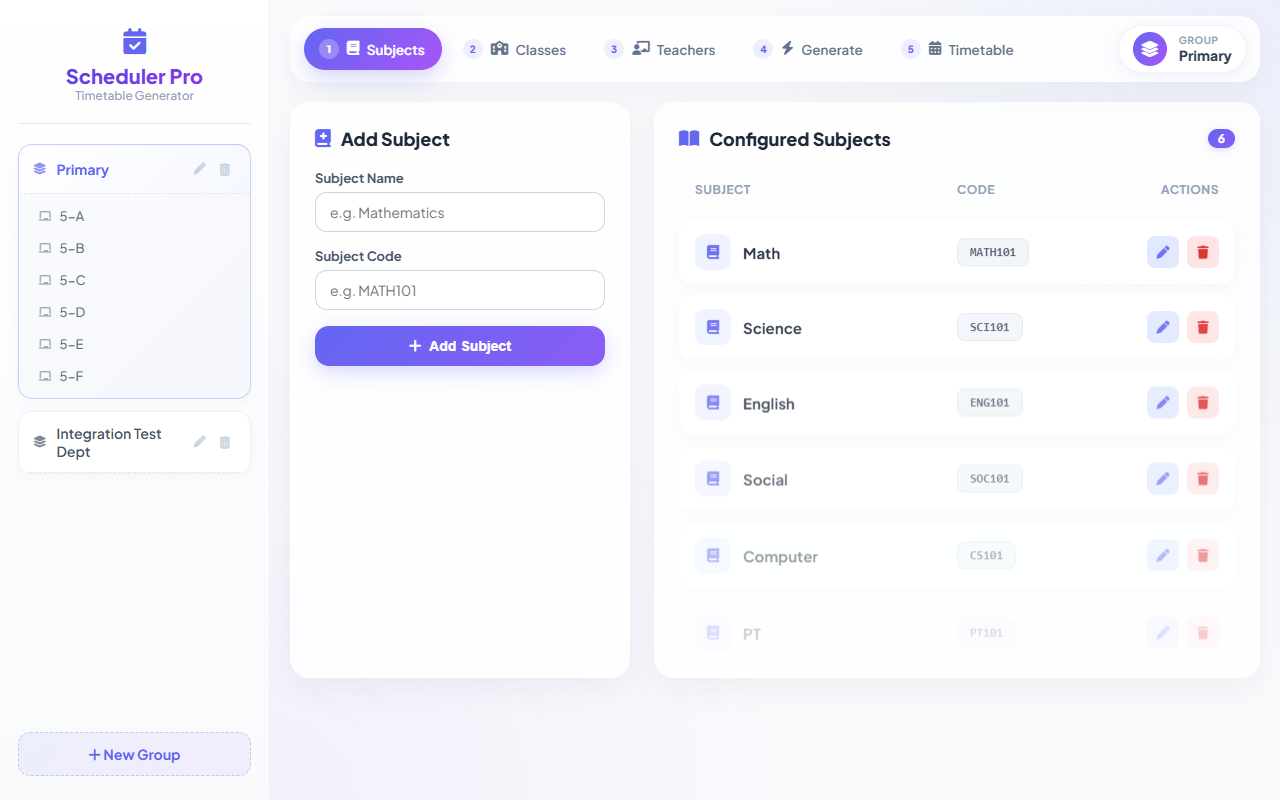 Scheduler Pro
Timetable Generator
Primary
5-A
5-B
5-C
5-D
5-E
5-F
Integration Test
Dept
+ New Group
1 Subjects
2 Classes
3 Teachers
4 Generate
5 Timetable
GROUP
Primary
Add Subject
Subject Name
e.g. Mathematics
Subject Code
e.g. MATH101
+ Add Subject
Configured Subjects
6
SUBJECT CODE ACTIONS
Math MATH101
Science SCI101
English ENG101
Social SOC101
Computer CS101
PT PT101